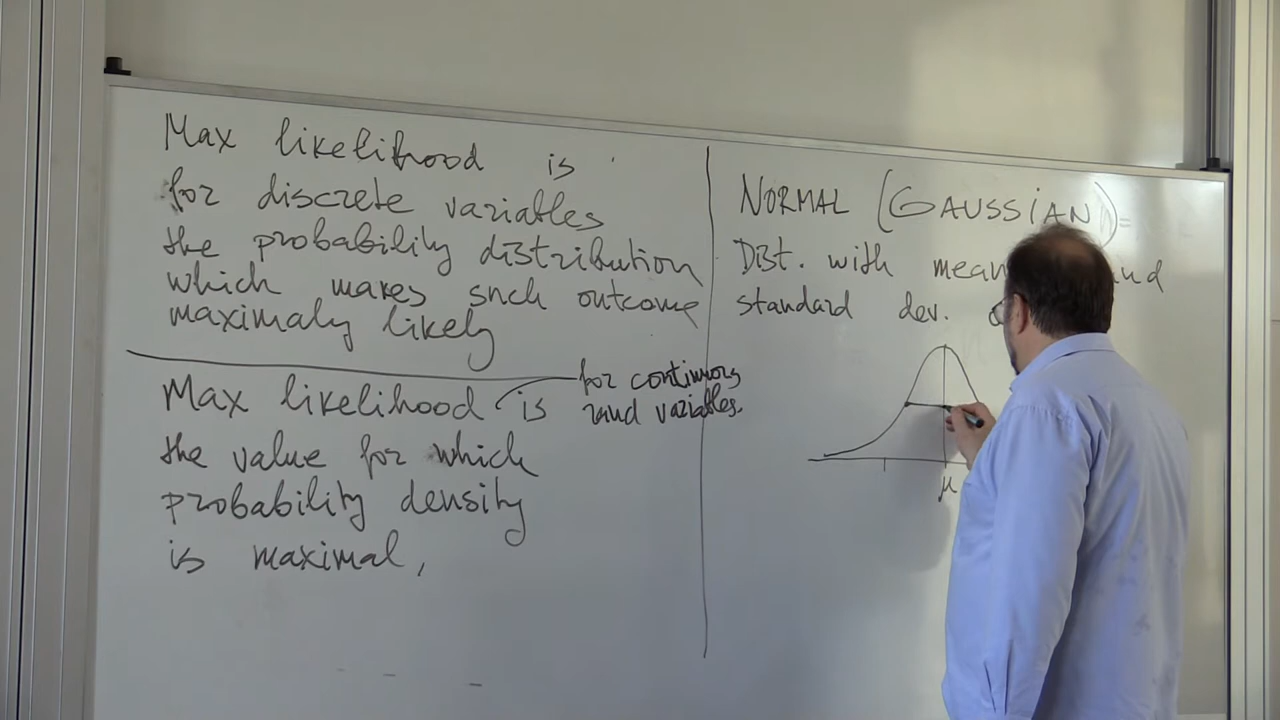 Max likelihood is
for discrete variables
the probability distribution
which makes such outcome
maximaly likely
Max likelihood is
for continuous
rand variables.
the value for which
probability density
is maximal,
NORMAL (GAUSSIAN) =
Dist. with mean and
standard dev.
μ